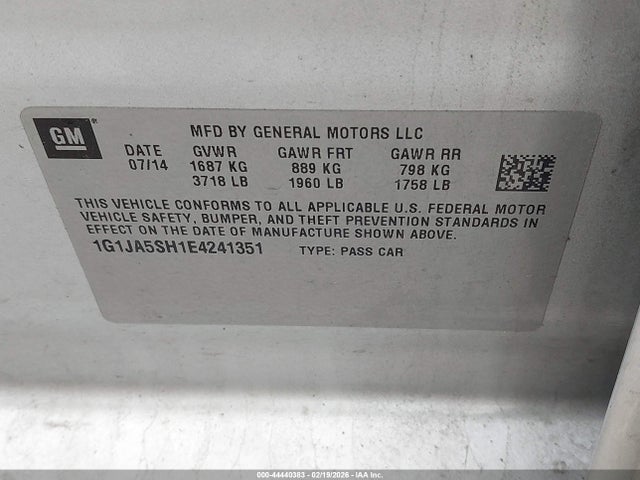 GM
MFD BY GENERAL MOTORS LLC
DATE GVWR GAWR FRT GAWR RR
07/14 1687 KG 889 KG 798 KG
3718 LB 1960 LB 1758 LB
THIS VEHICLE CONFORMS TO ALL APPLICABLE U.S. FEDERAL MOTOR
VEHICLE SAFETY, BUMPER, AND THEFT PREVENTION STANDARDS IN
EFFECT ON THE DATE OF MANUFACTURE SHOWN ABOVE.
1G1JA5SH1E4241351 TYPE: PASS CAR
000-44440383 - 02/19/2026 - IAA Inc.